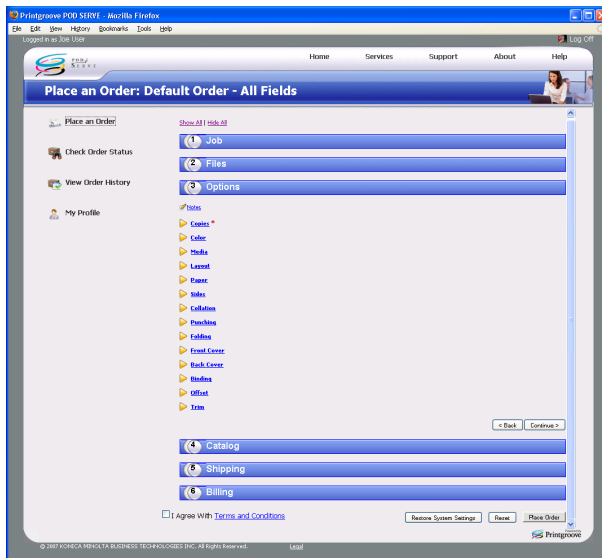 Printgroove POD SERVE - Mozilla Firefox
File Edit View History Bookmarks Tools Help
Logged in as Joe User Log Off
POD SERVE
Home Services Support About Help
Place an Order: Default Order - All Fields
Place an Order
Check Order Status
View Order History
My Profile
Show All | Hide All
1 Job
2 Files
3 Options
Notes
Copies *
Color
Media
Layout
Paper
Sides
Collation
Punching
Folding
Front Cover
Back Cover
Binding
Offset
Trim
< Back Continue >
4 Catalog
5 Shipping
6 Billing
I Agree With Terms and Conditions
Restore System Settings Reset Place Order
Printgroove
© 2007 KONICA MINOLTA BUSINESS TECHNOLOGIES INC. All Rights Reserved. Legal